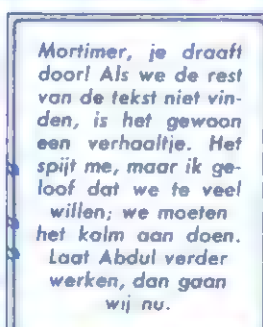 Mortimer, je draaft
door! Als we de rest
van de tekst niet vin-
den, is het gewoon
een verhaaltje. Het
spijt me, maar ik ge-
loof dat we te veel
willen; we moeten
het kalm aan doen.
Laat Abdul verder
werken, dan gaan
wij nu.